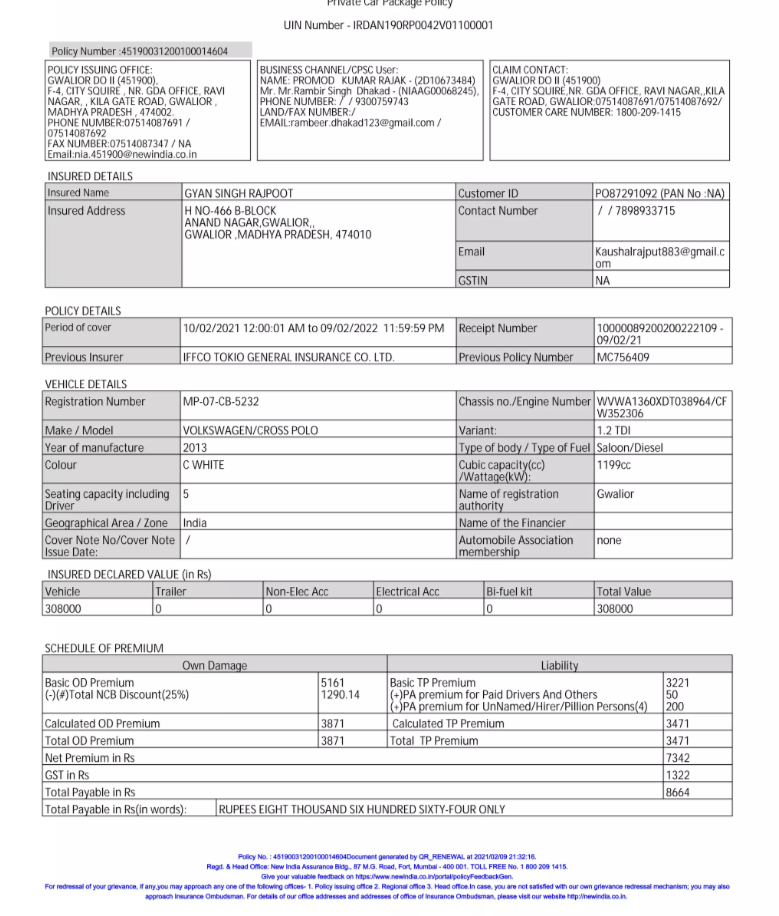 Private Car Package Policy
UIN Number - IRDAN190RP0042V01100001
Policy Number :45190031200100014604
POLICY ISSUING OFFICE:
GWALIOR DO II (451900),
F-4, CITY SQUIRE , NR. GDA OFFICE, RAVI
NAGAR, , KILA GATE ROAD, GWALIOR ,
MADHYA PRADESH , 474002.
PHONE NUMBER:07514087691 /
07514087692
FAX NUMBER:07514087347 / NA
Email:nia.451900@newindia.co.in
BUSINESS CHANNEL/CPSC User:
NAME: PROMOD KUMAR RAJAK - (2D10673484)
Mr. Mr.Rambir Singh Dhakad - (NIAAG00068245),
PHONE NUMBER: / / 9300759743
LAND/FAX NUMBER:/
EMAIL:rambeer.dhakad123@gmail.com /
CLAIM CONTACT:
GWALIOR DO II (451900)
F-4, CITY SQUIRE,NR. GDA OFFICE, RAVI NAGAR,,KILA
GATE ROAD, GWALIOR:07514087691/07514087692/
CUSTOMER CARE NUMBER: 1800-209-1415
INSURED DETAILS
Insured Name GYAN SINGH RAJPOOT Customer ID PO87291092 (PAN No :NA)
Insured Address H NO-466 B-BLOCK
ANAND NAGAR,GWALIOR,,
GWALIOR ,MADHYA PRADESH, 474010
Contact Number / / 7898933715
Email Kaushalrajput883@gmail.c
om
GSTIN NA
POLICY DETAILS
Period of cover 10/02/2021 12:00:01 AM to 09/02/2022 11:59:59 PM Receipt Number 10000089200200222109 -
09/02/21
Previous Insurer IFFCO TOKIO GENERAL INSURANCE CO. LTD. Previous Policy Number MC756409
VEHICLE DETAILS
Registration Number MP-07-CB-5232 Chassis no./Engine Number WVWA1360XDT038964/CF
W352306
Make / Model VOLKSWAGEN/CROSS POLO Variant: 1.2 TDI
Year of manufacture 2013 Type of body / Type of Fuel Saloon/Diesel
Colour C WHITE Cubic capacity(cc)
/Wattage(kW): 1199cc
Seating capacity including
Driver 5 Name of registration
authority Gwalior
Geographical Area / Zone India Name of the Financier
Cover Note No/Cover Note
Issue Date: / Automobile Association
membership none
INSURED DECLARED VALUE (in Rs)
Vehicle Trailer Non-Elec Acc Electrical Acc Bi-fuel kit Total Value
308000 0 0 0 0 308000
SCHEDULE OF PREMIUM
Own Damage Liability
Basic OD Premium 5161 Basic TP Premium 3221
(-)(#)Total NCB Discount(25%) 1290.14 (+)PA premium for Paid Drivers And Others 50
(+)PA premium for UnNamed/Hirer/Pillion Persons(4) 200
Calculated OD Premium 3871 Calculated TP Premium 3471
Total OD Premium 3871 Total TP Premium 3471
Net Premium in Rs 7342
GST in Rs 1322
Total Payable in Rs 8664
Total Payable in Rs(in words): RUPEES EIGHT THOUSAND SIX HUNDRED SIXTY-FOUR ONLY
Policy No. : 45190031200100014604Document generated by QR_RENEWAL at 2021/02/09 21:32:16.
Regd. & Head Office: New India Assurance Bldg., 87 M.G. Road, Fort, Mumbai - 400 001. TOLL FREE No. 1 800 209 1415.
Give your valuable feedback on https://www.newindia.co.in/portal/policyFeedbackGen.
For redressal of your grievance, if any,you may approach any one of the following offices- 1. Policy issuing office 2. Regional office 3. Head office.In case, you are not satisfied with our own grievance redressal mechanism; you may also
approach Insurance Ombudsman. For details of our office addresses and addresses of office of Insurance Ombudsman, please visit our website http://newindia.co.in.